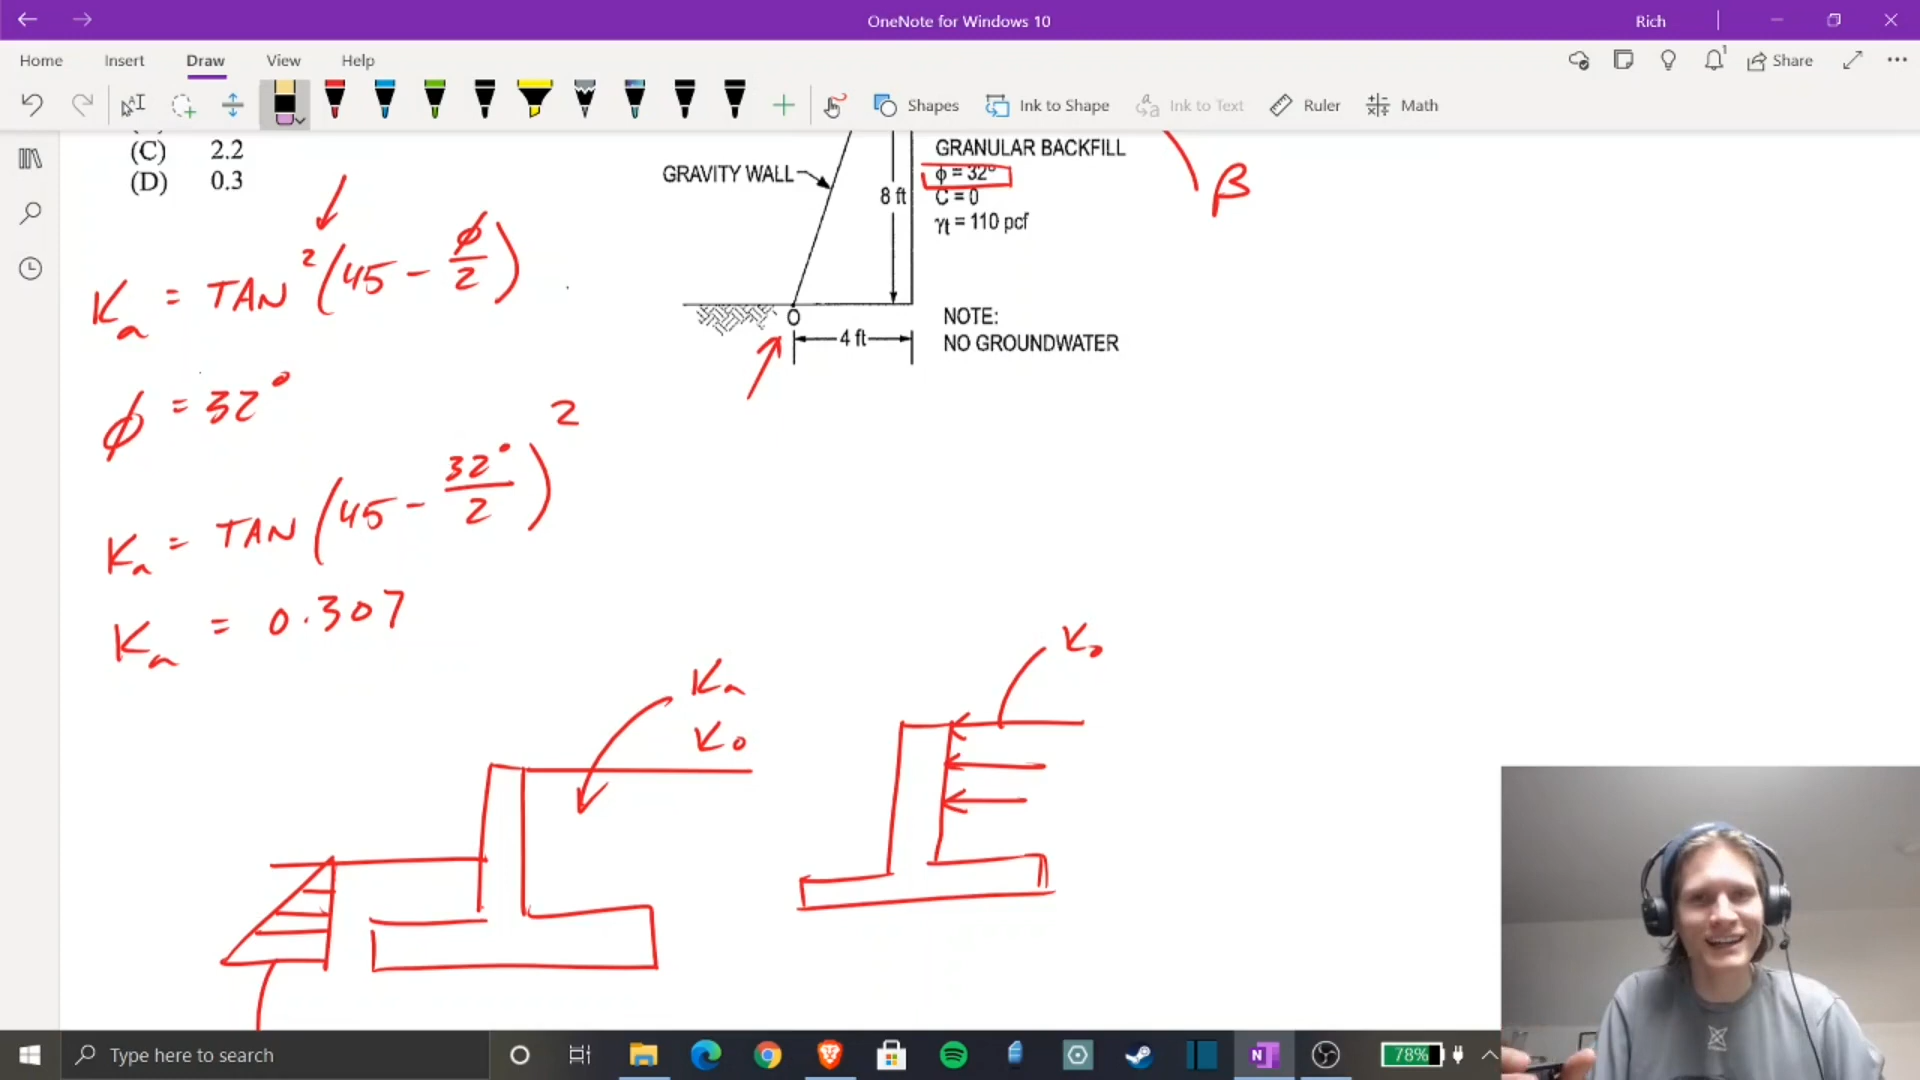 OneNote for Windows 10
Rich
Home Insert Draw View Help
Share
Shapes Ink to Shape Ink to Text Ruler Math
(C) 2.2
(D) 0.3
GRAVITY WALL
8 ft
GRANULAR BACKFILL
ϕ = 32°
C = 0
γt = 110 pcf
β
O
4 ft
NOTE:
NO GROUNDWATER
Ka = TAN²(45 - ϕ/2)
ϕ = 32°
Ka = TAN(45 - 32°/2)²
Ka = 0.307
Ka
Ko
Ko
Type here to search
78%